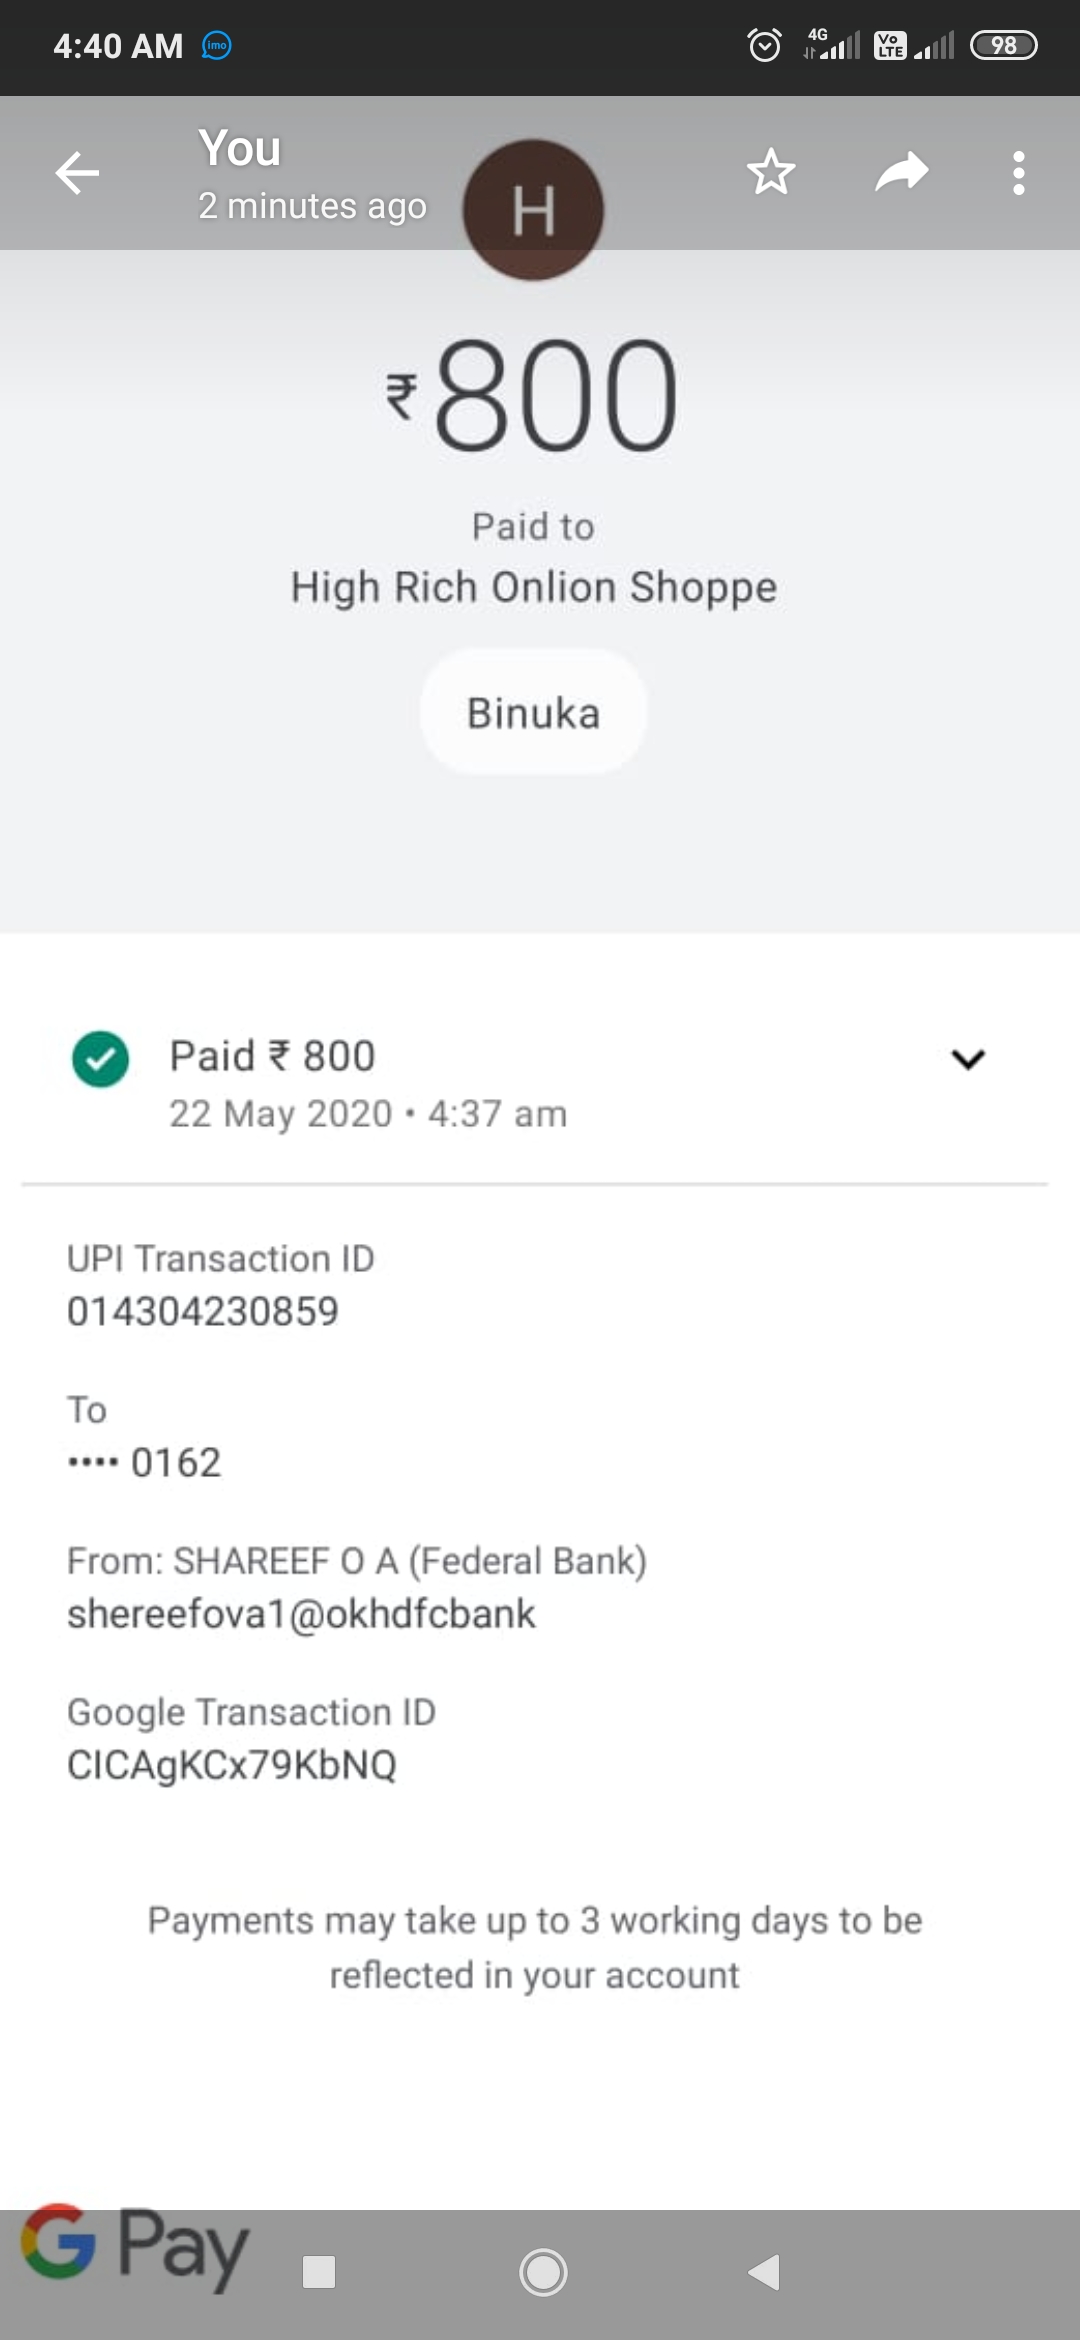 4:40 AM imo 4G Vo LTE 98
You
2 minutes ago
H
₹800
Paid to
High Rich Onlion Shoppe
Binuka
Paid ₹ 800
22 May 2020 • 4:37 am
UPI Transaction ID
014304230859
To
•••• 0162
From: SHAREEF O A (Federal Bank)
shereefova1@okhdfcbank
Google Transaction ID
CICAgKCx79KbNQ
Payments may take up to 3 working days to be
reflected in your account
G Pay